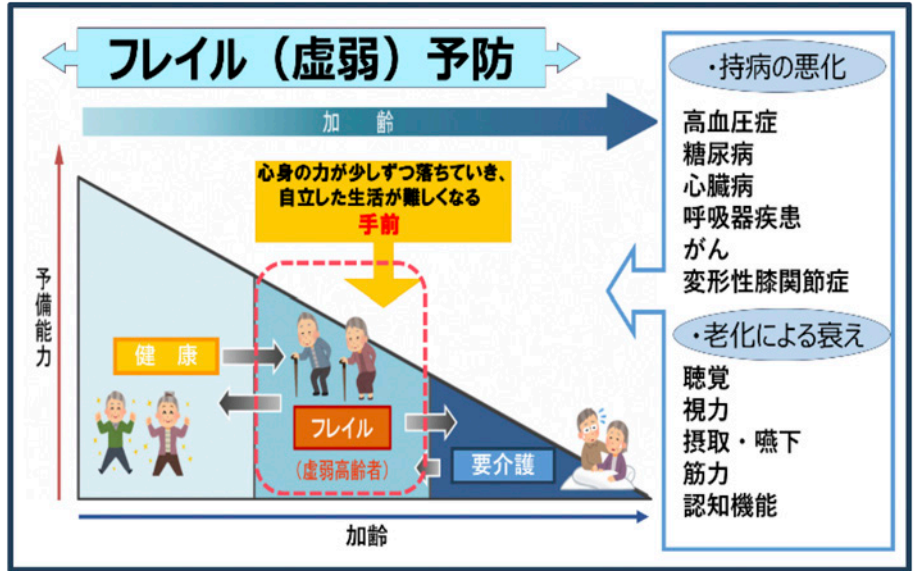 フレイル（虚弱）予防
加　齢
心身の力が少しずつ落ちていき、
自立した生活が難しくなる
手前
予備能力
健　康
フレイル
(虚弱高齢者)
要介護
加齢
・持病の悪化
高血圧症
糖尿病
心臓病
呼吸器疾患
がん
変形性膝関節症
・老化による衰え
聴覚
視力
摂取・嚥下
筋力
認知機能